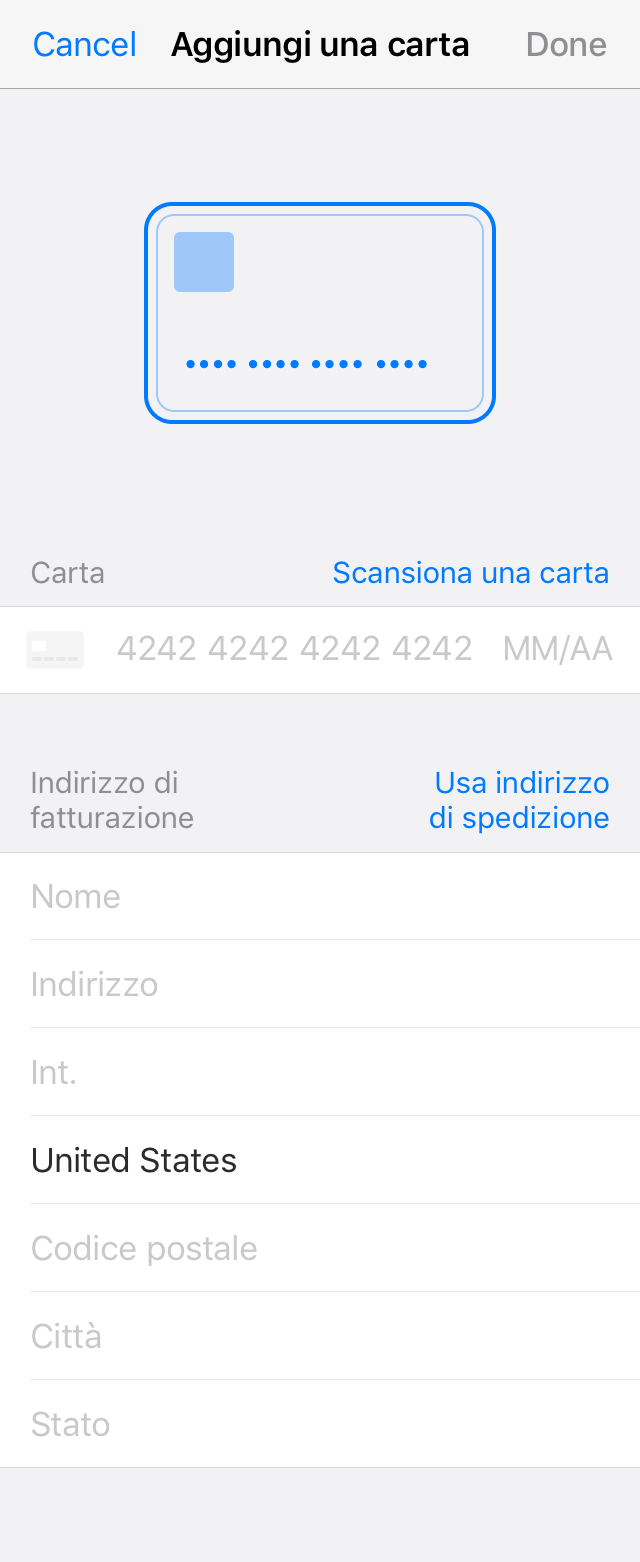 Cancel Aggiungi una carta Done
•••• •••• •••• ••••
Carta Scansiona una carta
4242 4242 4242 4242 MM/AA
Indirizzo di Usa indirizzo
fatturazione di spedizione
Nome
Indirizzo
Int.
United States
Codice postale
Città
Stato